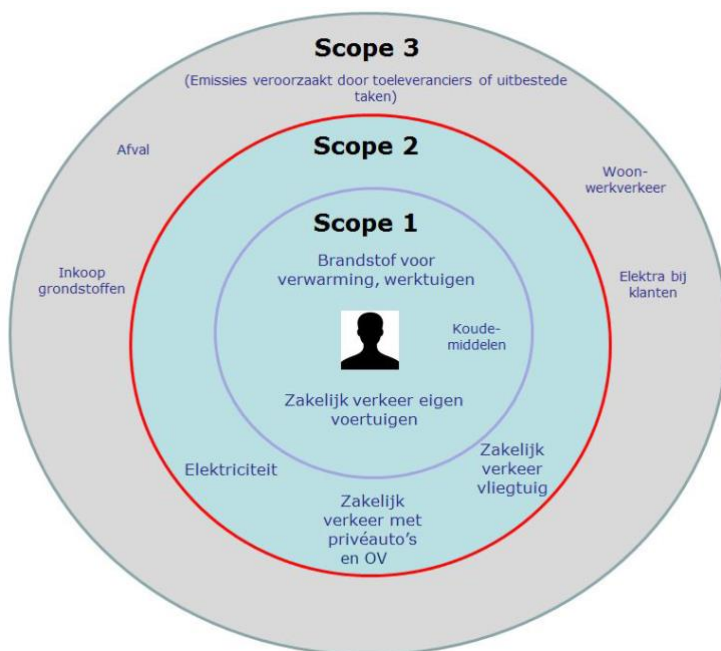 Scope 3
(Emissies veroorzaakt door toeleveranciers of uitbestede
taken)
Afval
Scope 2
Woon-
werkverkeer
Scope 1
Brandstof voor
verwarming, werktuigen
Inkoop
grondstoffen
Elektra bij
klanten
Koude-
middelen
Zakelijk verkeer eigen
voertuigen
Elektriciteit
Zakelijk
verkeer
vliegtuig
Zakelijk
verkeer met
privéauto's
en OV